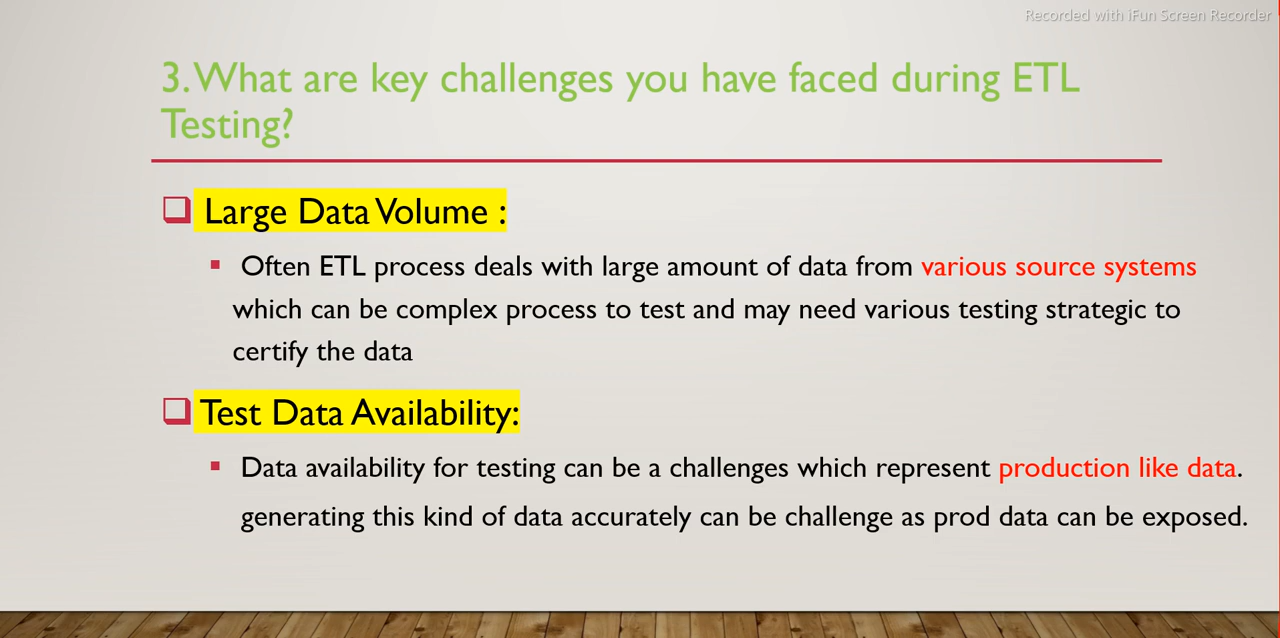 Recorded with iFun Screen Recorder
3. What are key challenges you have faced during ETL
Testing?
Large Data Volume :
Often ETL process deals with large amount of data from various source systems
which can be complex process to test and may need various testing strategic to
certify the data
Test Data Availability:
Data availability for testing can be a challenges which represent production like data.
generating this kind of data accurately can be challenge as prod data can be exposed.